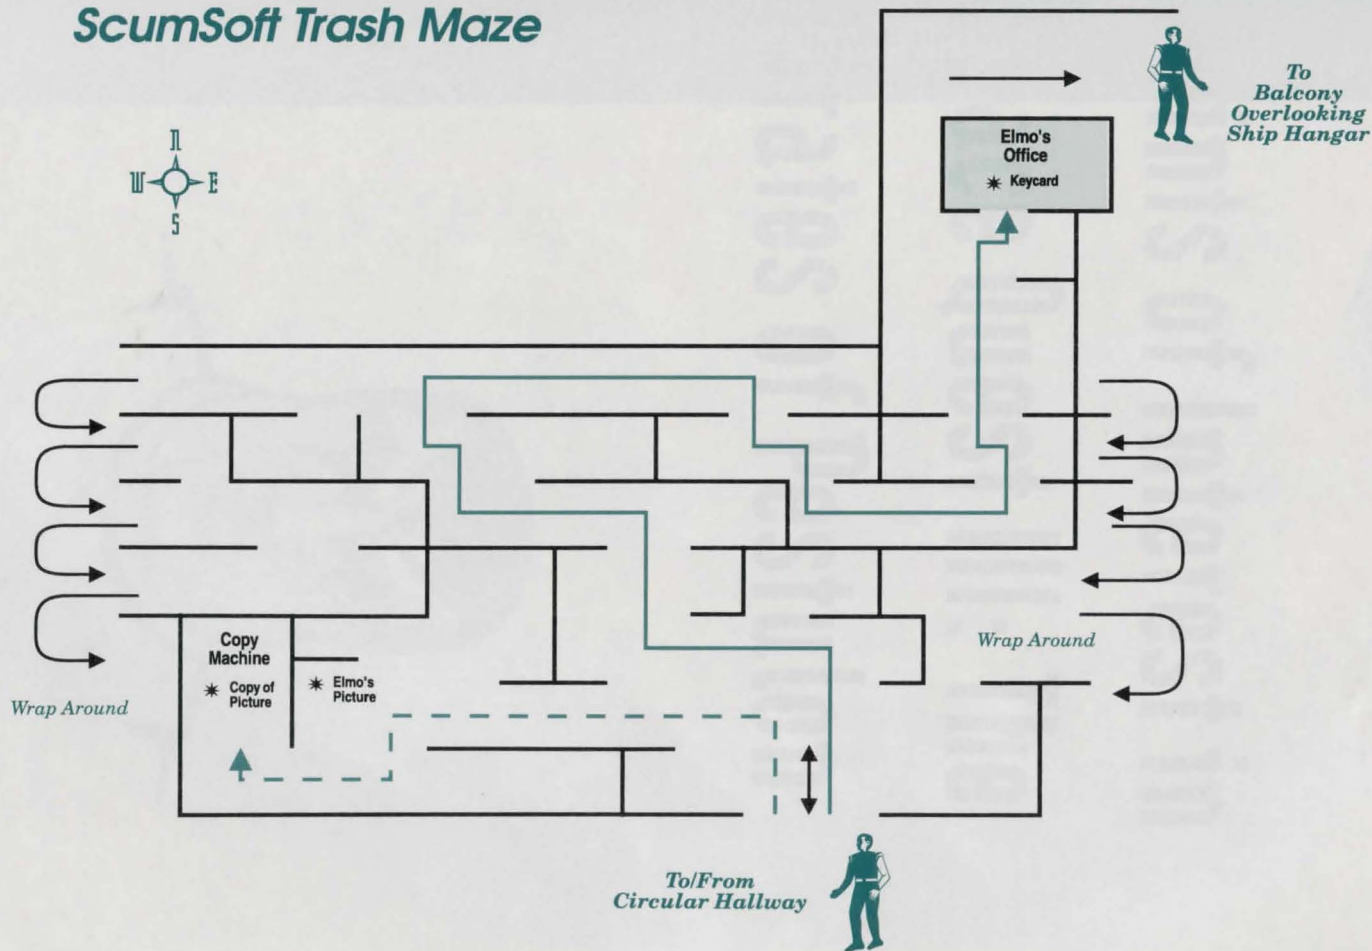 ScumSoft Trash Maze
To
Balcony
Overlooking
Ship Hangar
N
W E
S
Elmo's
Office
Keycard
Copy
Machine
Copy of
Picture
Elmo's
Picture
Wrap Around
Wrap Around
To/From
Circular Hallway